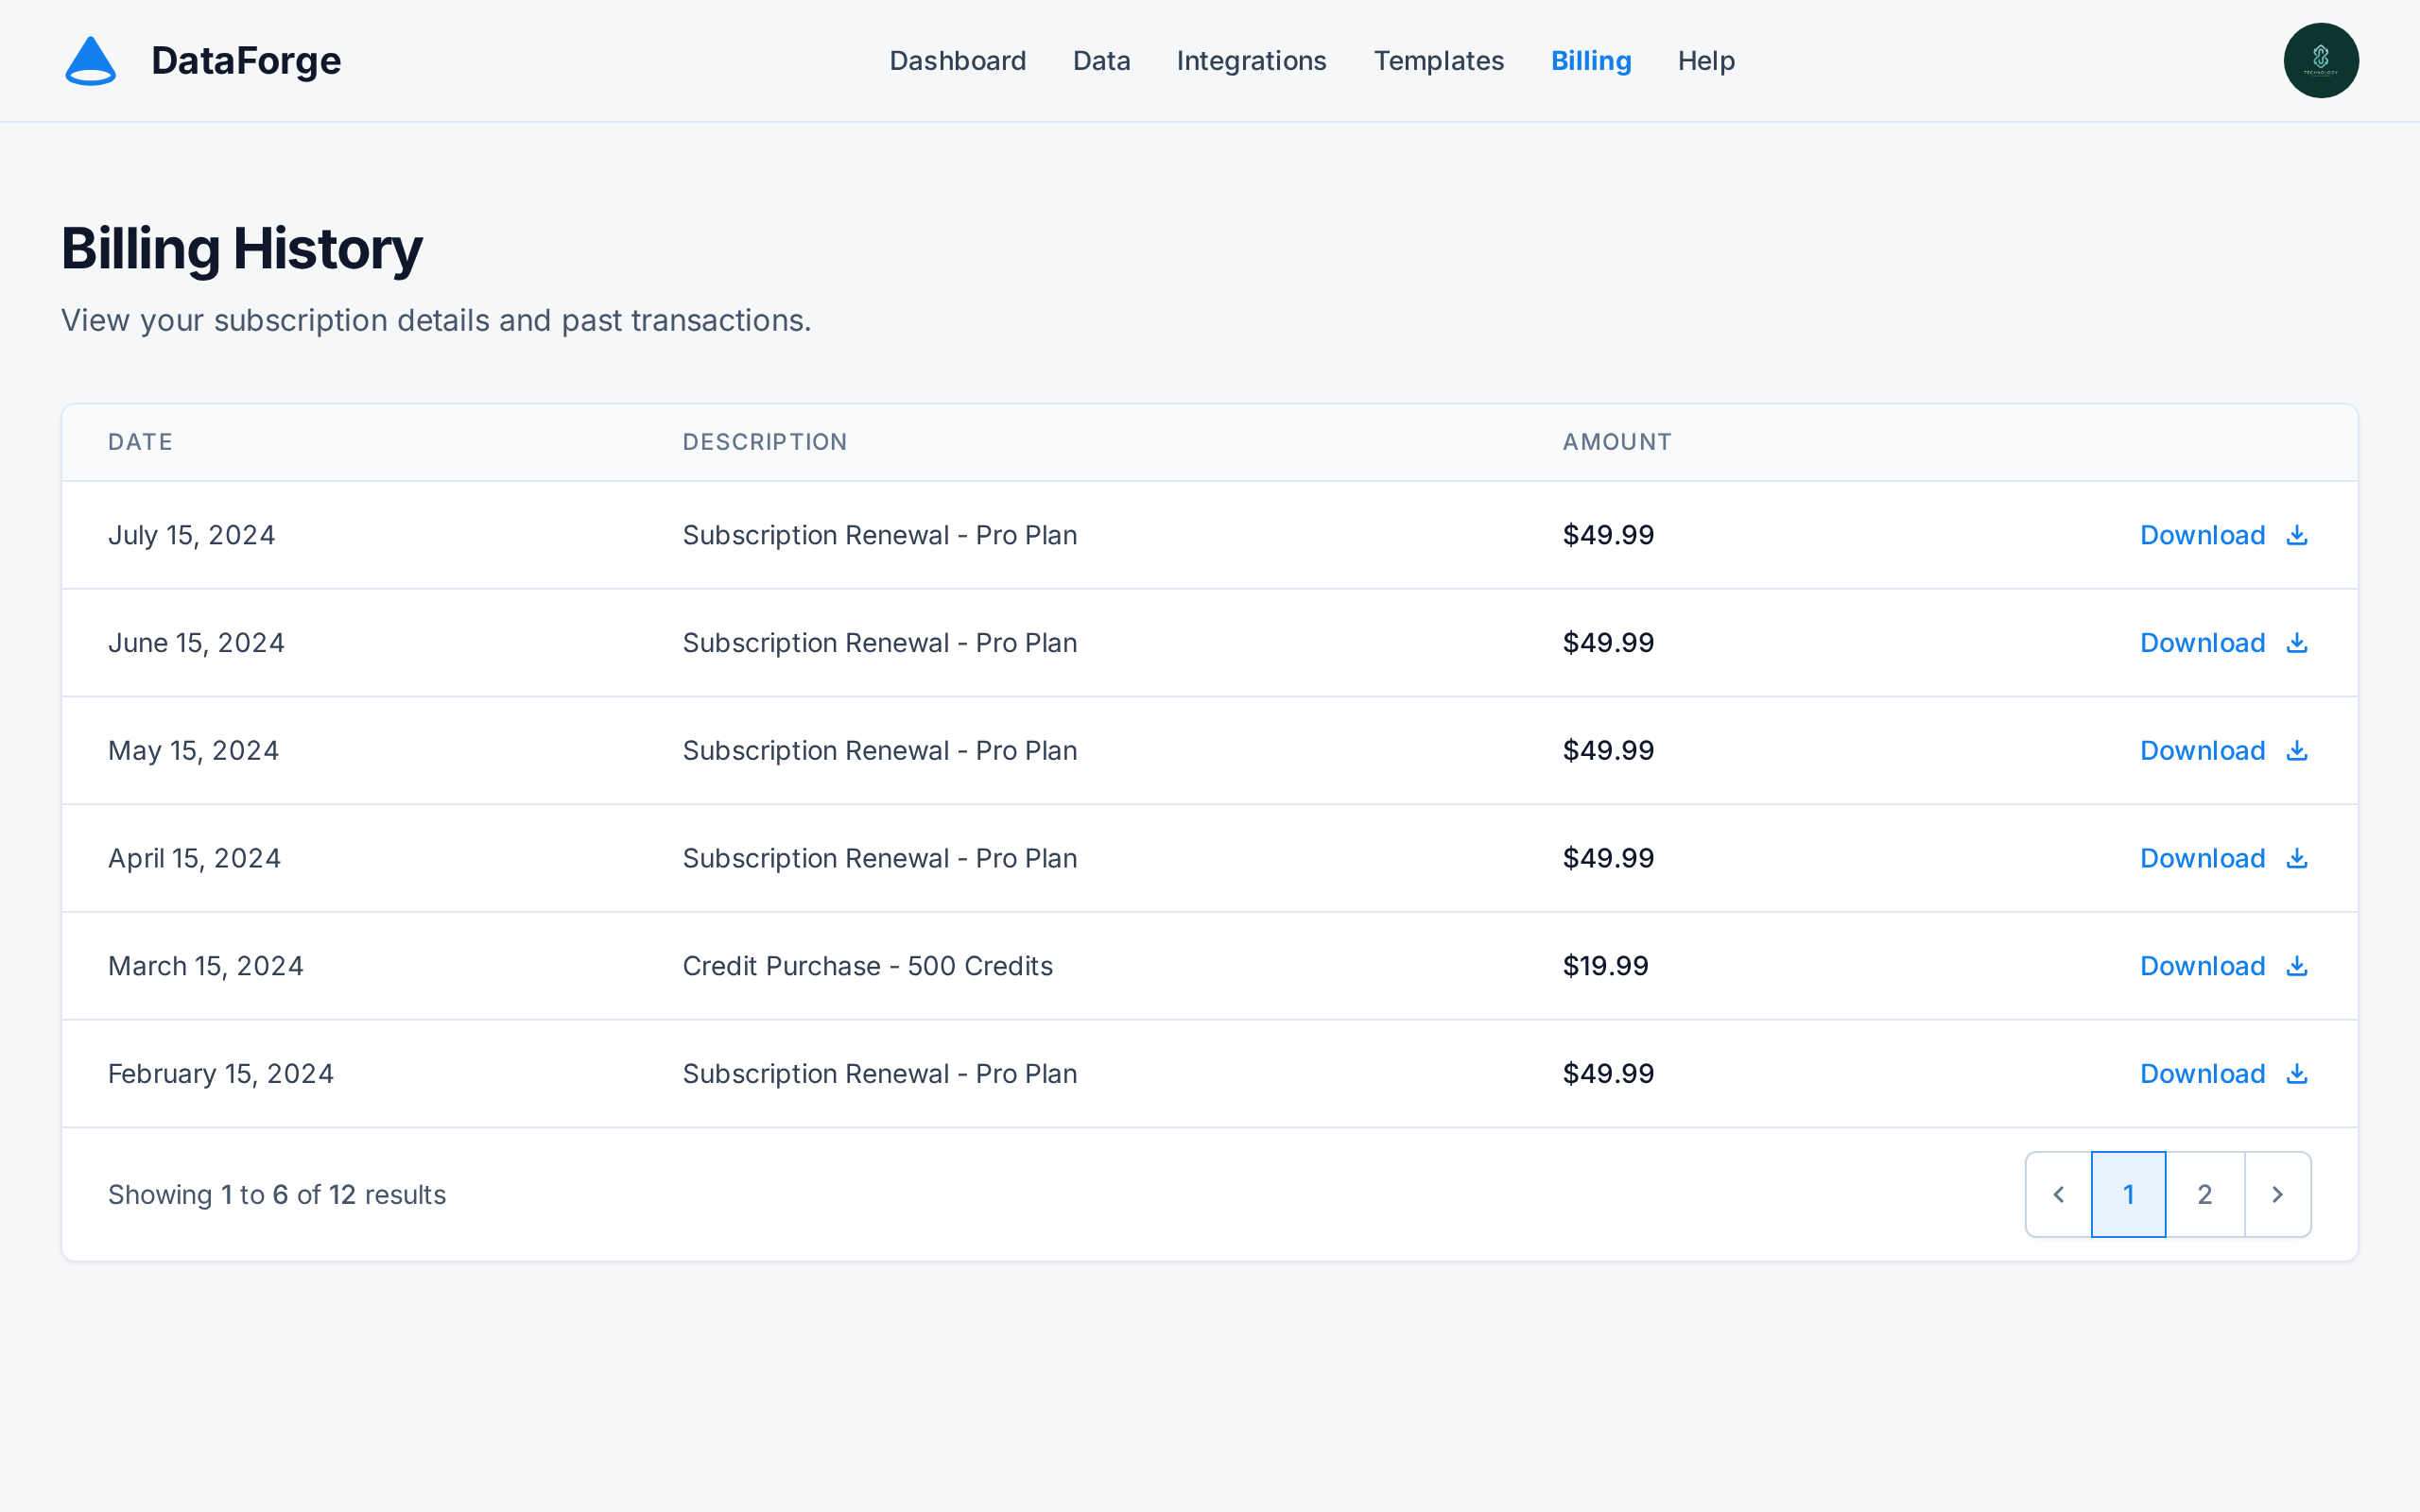 DataForge
Dashboard Data Integrations Templates Billing Help
TECHNOLOGY
Billing History
View your subscription details and past transactions.
DATE DESCRIPTION AMOUNT
July 15, 2024 Subscription Renewal - Pro Plan $49.99 Download
June 15, 2024 Subscription Renewal - Pro Plan $49.99 Download
May 15, 2024 Subscription Renewal - Pro Plan $49.99 Download
April 15, 2024 Subscription Renewal - Pro Plan $49.99 Download
March 15, 2024 Credit Purchase - 500 Credits $19.99 Download
February 15, 2024 Subscription Renewal - Pro Plan $49.99 Download
Showing 1 to 6 of 12 results 1 2